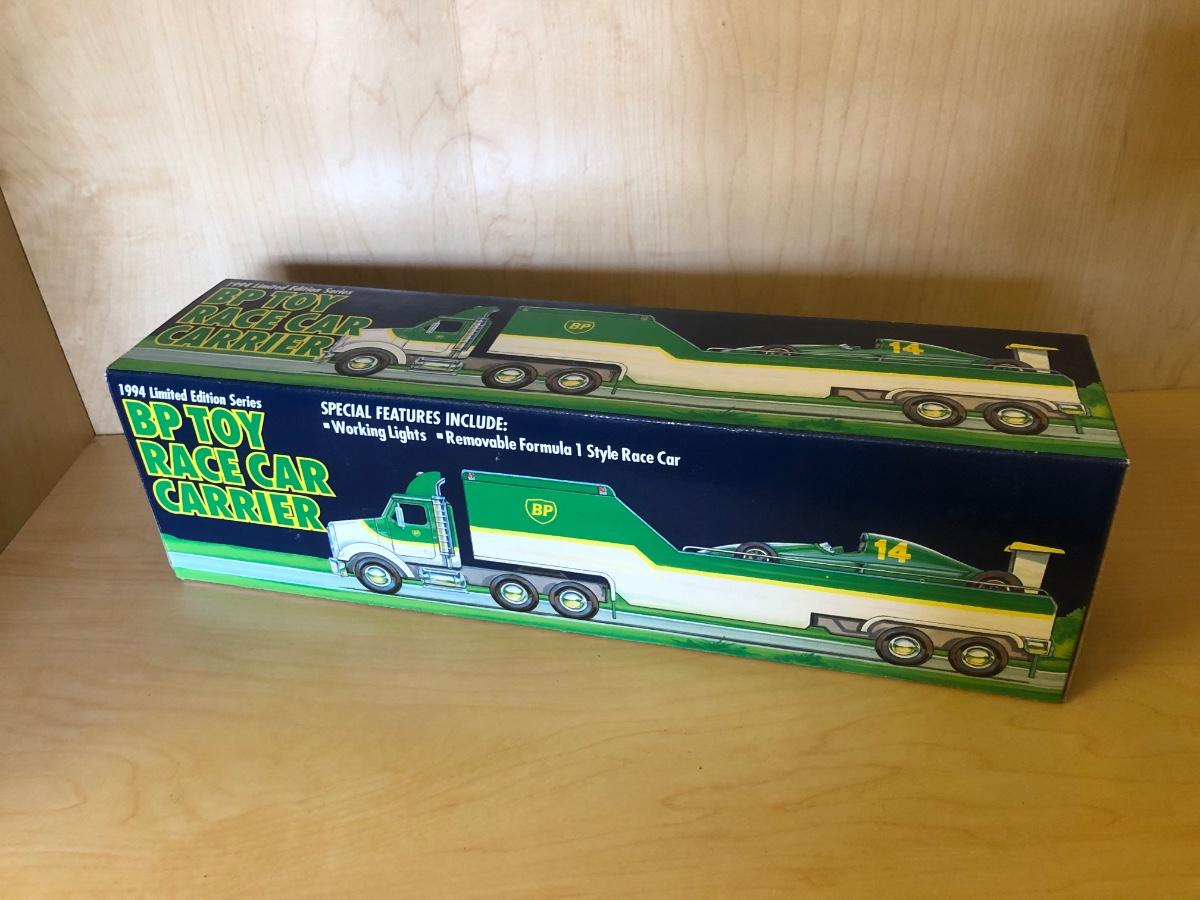 1994 Limited Edition Series
BP TOY
RACE CAR
CARRIER
BP
14
1994 Limited Edition Series
BP TOY
RACE CAR
CARRIER
SPECIAL FEATURES INCLUDE:
▪ Working Lights ▪ Removable Formula 1 Style Race Car
BP
14